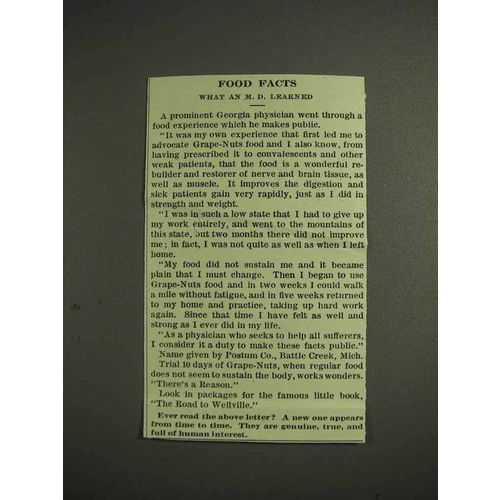 FOOD FACTS
WHAT AN M. D. LEARNED
A prominent Georgia physician went through a
food experience which he makes public.
"It was my own experience that first led me to
advocate Grape-Nuts food and I also know, from
having prescribed it to convalescents and other
weak patients, that the food is a wonderful re-
builder and restorer of nerve and brain tissue, as
well as muscle. It improves the digestion and
sick patients gain very rapidly, just as I did in
strength and weight.
"I was in such a low state that I had to give up
my work entirely, and went to the mountains of
this state, but two months there did not improve
me; in fact, I was not quite as well as when I left
home.
"My food did not sustain me and it became
plain that I must change. Then I began to use
Grape-Nuts food and in two weeks I could walk
a mile without fatigue, and in five weeks returned
to my home and practice, taking up hard work
again. Since that time I have felt as well and
strong as I ever did in my life.
"As a physician who seeks to help all sufferers,
I consider it a duty to make these facts public."
Name given by Postum Co., Battle Creek, Mich.
Trial 10 days of Grape-Nuts, when regular food
does not seem to sustain the body, works wonders.
"There's a Reason."
Look in packages for the famous little book,
"The Road to Wellville."
Ever read the above letter? A new one appears
from time to time. They are genuine, true, and
full of human interest.